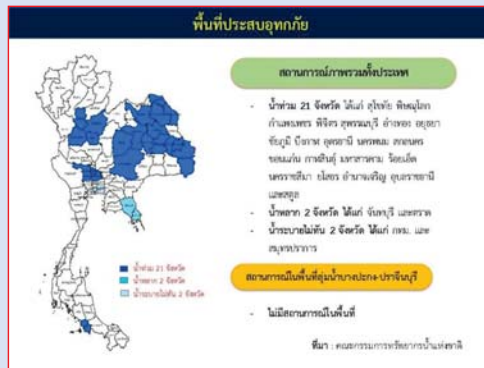 พื้นที่ประสบอุทกภัย
สถานการณ์ภาพรวมทั้งประเทศ
- น้ำท่วม 21 จังหวัด ได้แก่ สุโขทัย พิษณุโลก
กำแพงเพชร พิจิตร สุพรรณบุรี อ่างทอง อยุธยา
ชัยภูมิ บึงกาฬ อุดรธานี นครพนม สกลนคร
ขอนแก่น กาฬสินธุ์ มหาสารคาม ร้อยเอ็ด
นครราชสีมา ยโสธร อำนาจเจริญ อุบลราชธานี
และสตูล
- น้ำหลาก 2 จังหวัด ได้แก่ จันทบุรี และตราด
- น้ำระบายไม่ทัน 2 จังหวัด ได้แก่ กทม. และ
สมุทรปราการ
น้ำท่วม 21 จังหวัด
น้ำหลาก 2 จังหวัด
น้ำระบายไม่ทัน 2 จังหวัด
สถานการณ์ในพื้นที่ลุ่มน้ำบางปะกง-ปราจีนบุรี
- ไม่มีสถานการณ์ในพื้นที่
ที่มา : คณะกรรมการทรัพยากรน้ำแห่งชาติ